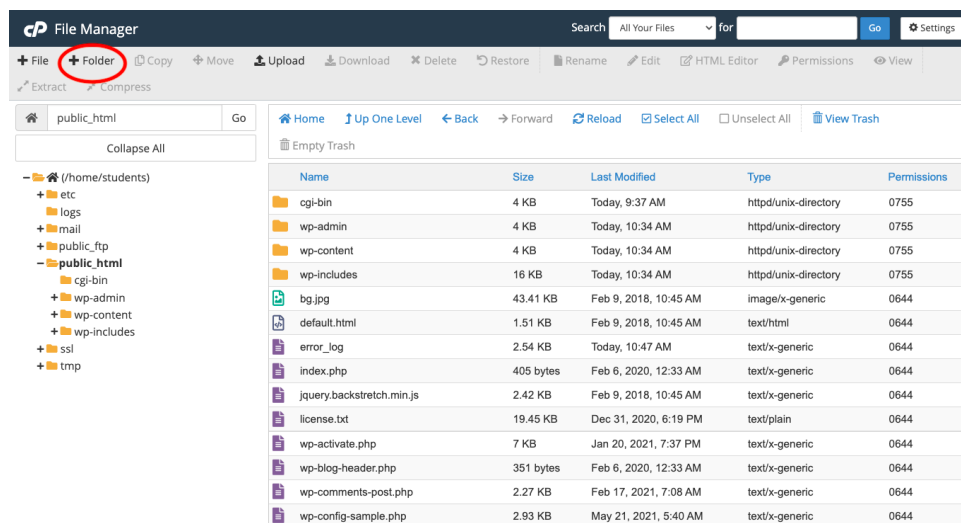 cP File Manager Search All Your Files for Go Settings
+ File + Folder Copy Move Upload Download Delete Restore Rename Edit HTML Editor Permissions View
Extract Compress
public_html Go
Collapse All
(/home/students)
etc
logs
mail
public_ftp
public_html
cgi-bin
wp-admin
wp-content
wp-includes
ssl
tmp
Home Up One Level Back Forward Reload Select All Unselect All View Trash
Empty Trash
Name Size Last Modified Type Permissions
cgi-bin 4 KB Today, 9:37 AM httpd/unix-directory 0755
wp-admin 4 KB Today, 10:34 AM httpd/unix-directory 0755
wp-content 4 KB Today, 10:34 AM httpd/unix-directory 0755
wp-includes 16 KB Today, 10:34 AM httpd/unix-directory 0755
bg.jpg 43.41 KB Feb 9, 2018, 10:45 AM image/x-generic 0644
default.html 1.51 KB Feb 9, 2018, 10:45 AM text/html 0644
error_log 2.54 KB Today, 10:47 AM text/x-generic 0644
index.php 405 bytes Feb 6, 2020, 12:33 AM text/x-generic 0644
jquery.backstretch.min.js 2.42 KB Feb 9, 2018, 10:45 AM text/x-generic 0644
license.txt 19.45 KB Dec 31, 2020, 6:19 PM text/plain 0644
wp-activate.php 7 KB Jan 20, 2021, 7:37 PM text/x-generic 0644
wp-blog-header.php 351 bytes Feb 6, 2020, 12:33 AM text/x-generic 0644
wp-comments-post.php 2.27 KB Feb 17, 2021, 7:08 AM text/x-generic 0644
wp-config-sample.php 2.93 KB May 21, 2021, 5:40 AM text/x-generic 0644